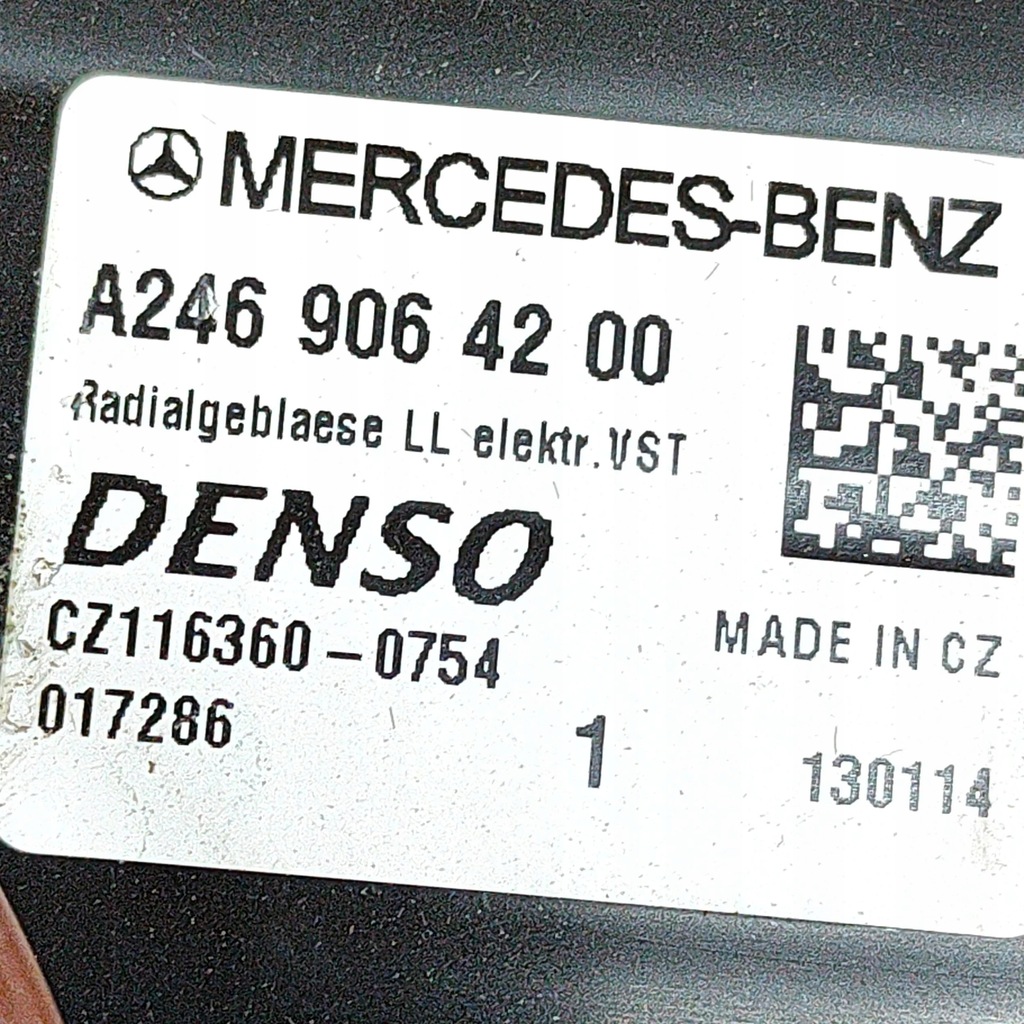 MERCEDES-BENZ
A246 906 42 00
Radialgeblaese LL elektr.VST
DENSO
CZ116360-0754
MADE IN CZ
017286
1
130114